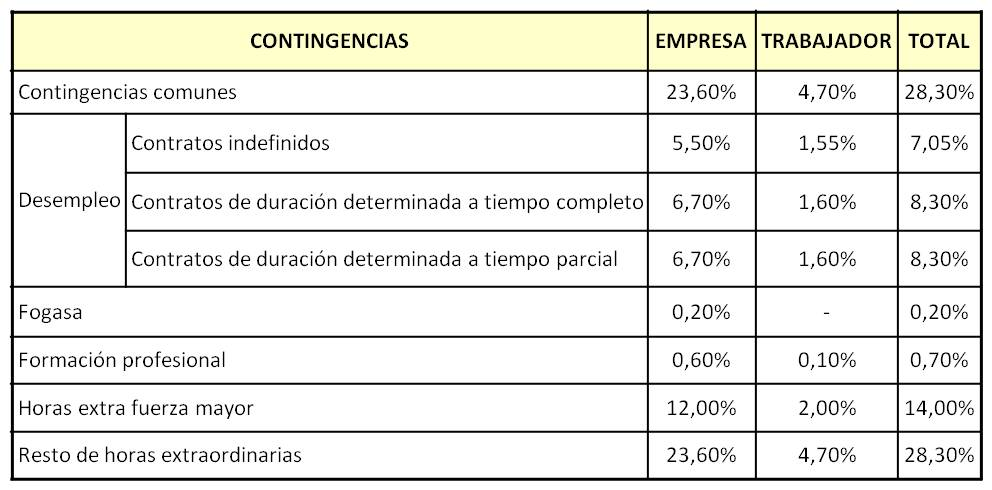 CONTINGENCIAS EMPRESA TRABAJADOR TOTAL
Contingencias comunes 23,60% 4,70% 28,30%
Desempleo
Contratos indefinidos 5,50% 1,55% 7,05%
Contratos de duración determinada a tiempo completo 6,70% 1,60% 8,30%
Contratos de duración determinada a tiempo parcial 6,70% 1,60% 8,30%
Fogasa 0,20% - 0,20%
Formación profesional 0,60% 0,10% 0,70%
Horas extra fuerza mayor 12,00% 2,00% 14,00%
Resto de horas extraordinarias 23,60% 4,70% 28,30%